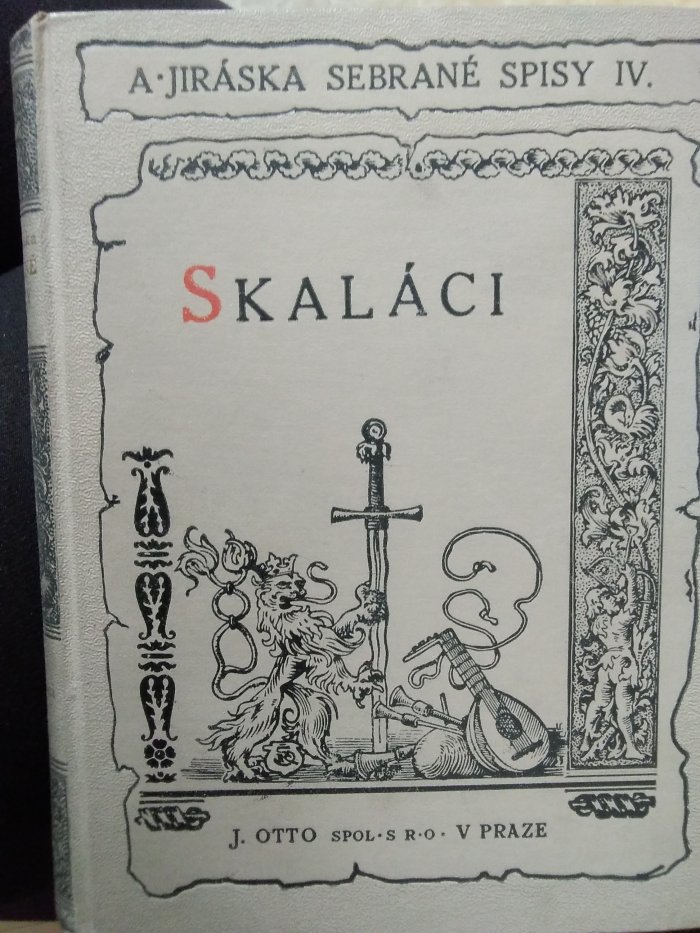 A·JIRÁSKA SEBRANÉ SPISY IV.
SKALÁCI
J. OTTO SPOL·S R·O· V PRAZE